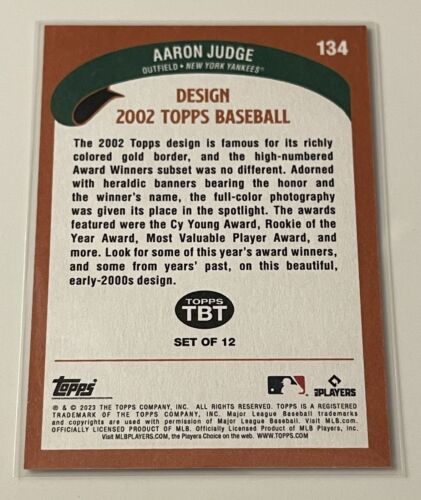 AARON JUDGE
134
OUTFIELD • NEW YORK YANKEES®
DESIGN
2002 TOPPS BASEBALL
The 2002 Topps design is famous for its richly
colored gold border, and the high-numbered
Award Winners subset was no different. Adorned
with heraldic banners bearing the honor and
the winner's name, the full-color photography
was given its place in the spotlight. The awards
featured were the Cy Young Award, Rookie of
the Year Award, Most Valuable Player Award, and
more. Look for some of this year's award winners,
and some from years' past, on this beautiful,
early-2000s design.
TOPPS
TBT
SET OF 12
topps
PLAYERS
® & © 2023 THE TOPPS COMPANY, INC. ALL RIGHTS RESERVED. TOPPS IS A REGISTERED
TRADEMARK OF THE TOPPS COMPANY, INC. Major League Baseball trademarks
and copyrights are used with permission of Major League Baseball. Visit MLB.com.
OFFICIALLY LICENSED PRODUCT OF MLB Players, Inc.
Visit MLBPLAYERS.com, the Players Choice on the web. WWW.TOPPS.COM